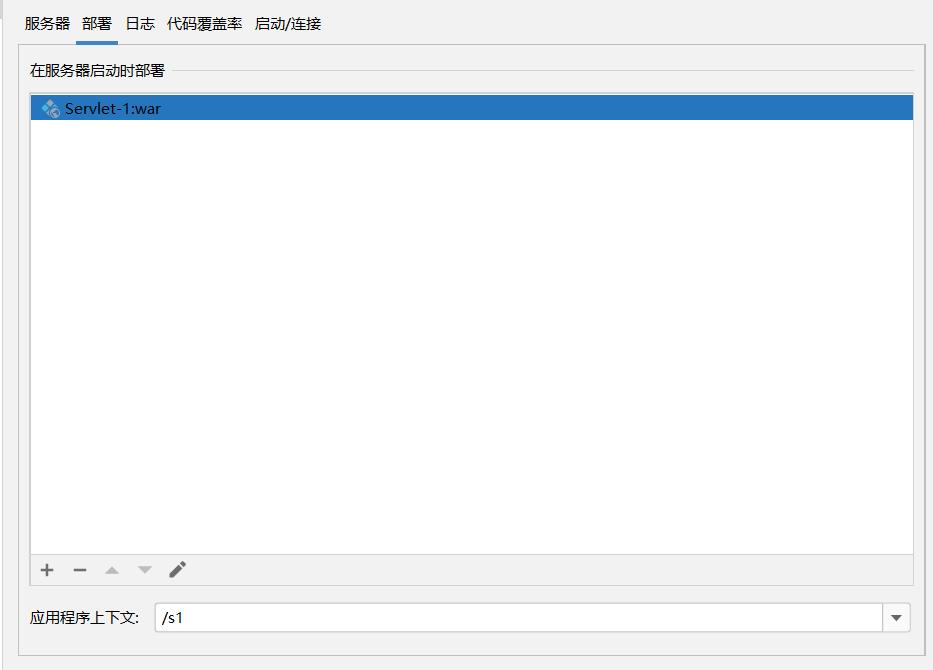 服务器 部署 日志 代码覆盖率 启动/连接
在服务器启动时部署
Servlet-1:war
应用程序上下文: /s1